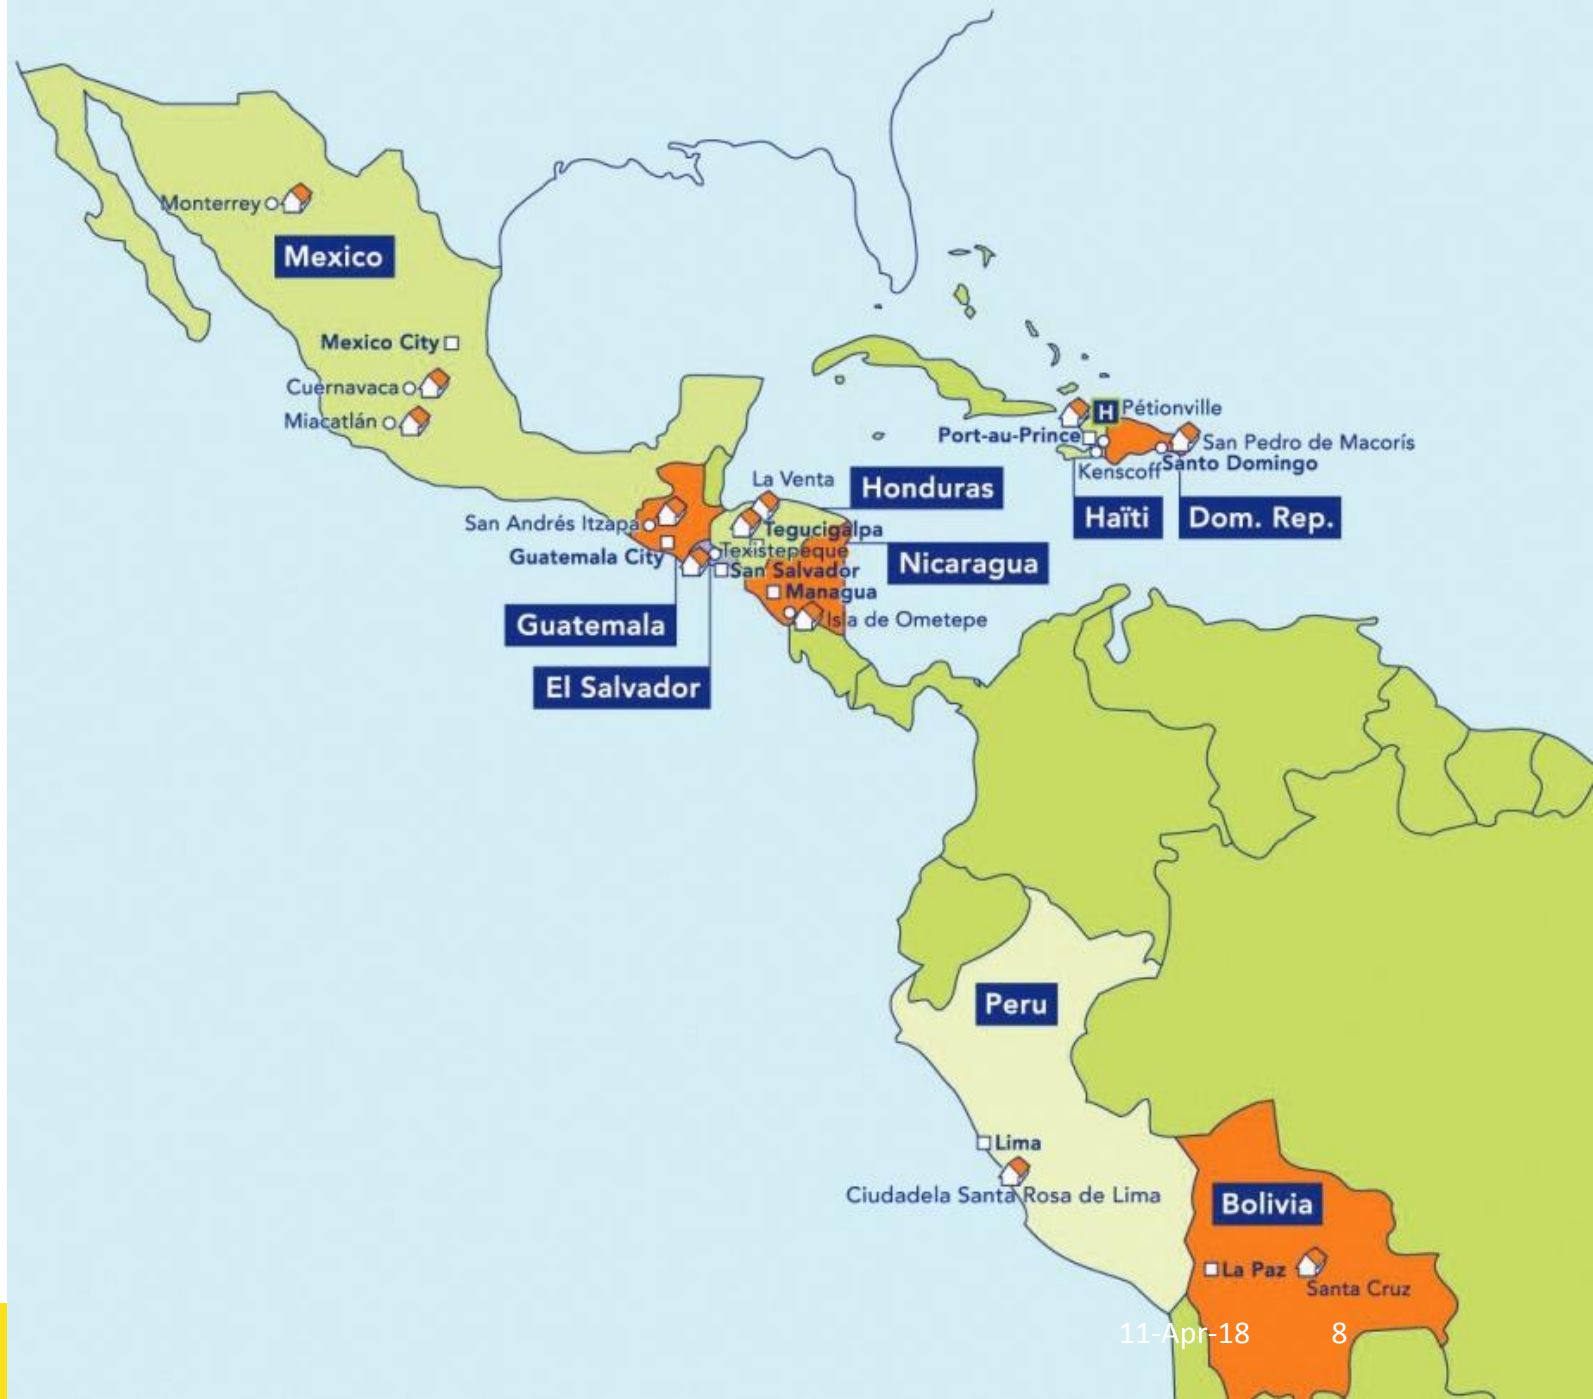 Monterrey
Mexico
Mexico City
Cuernavaca
Miacatlán
H Pétionville
Port-au-Prince
San Pedro de Macorís
Kenscoff
Santo Domingo
La Venta
Honduras
Haïti
Dom. Rep.
San Andrés Itzapa
Tegucigalpa
Guatemala City
Texistepeque
Nicaragua
San Salvador
Managua
Guatemala
Isla de Ometepe
El Salvador
Peru
Lima
Ciudadela Santa Rosa de Lima
Bolivia
La Paz
Santa Cruz
11-Apr-18 8